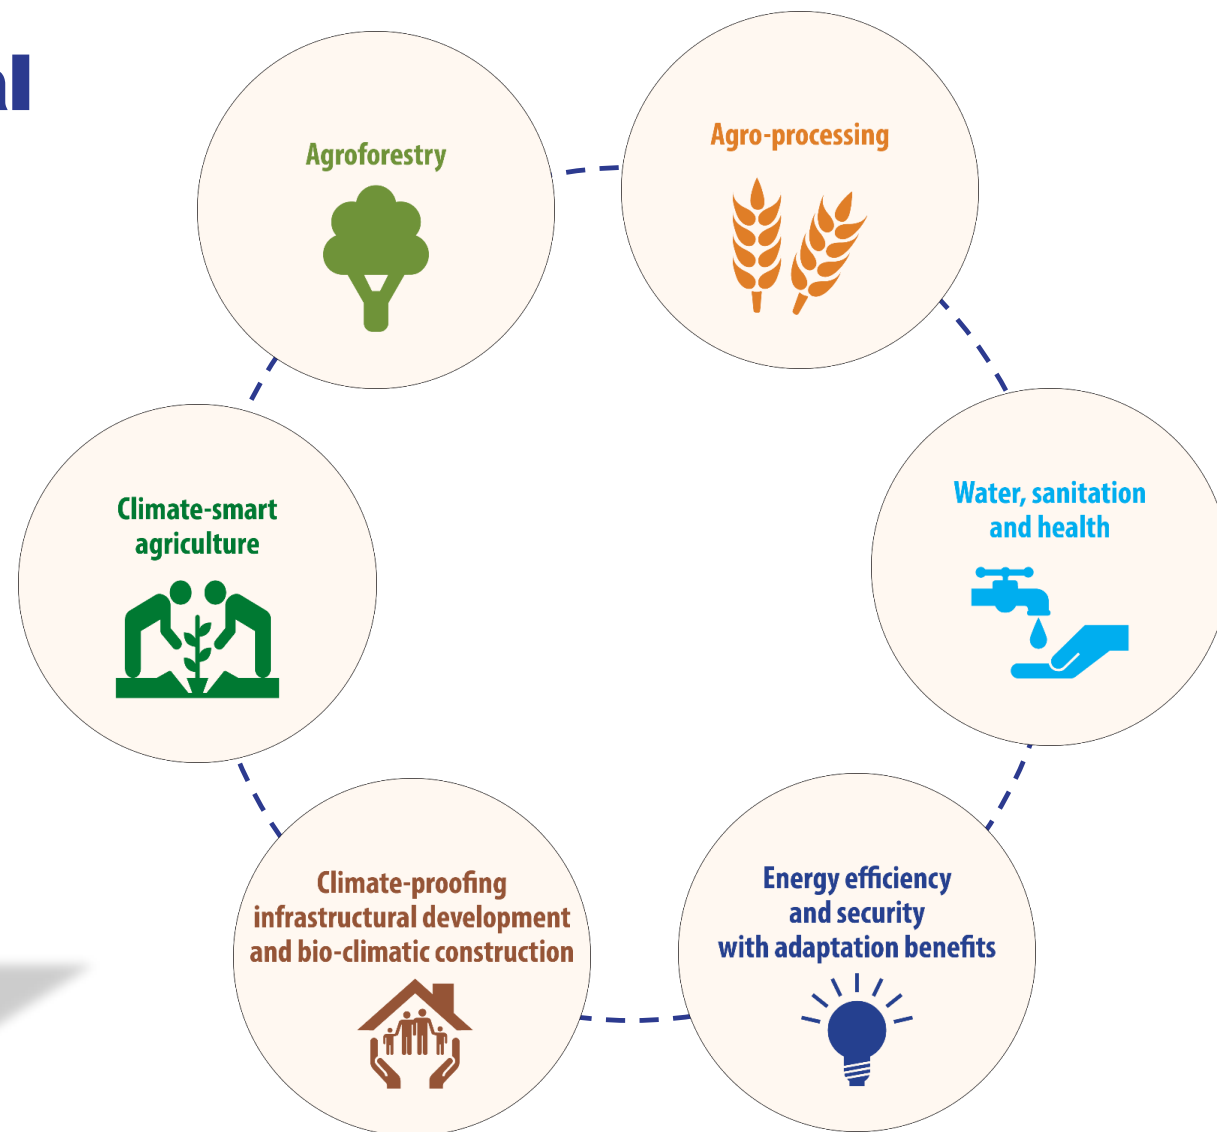 al
Agroforestry
Agro-processing
Climate-smart
agriculture
Water, sanitation
and health
Climate-proofing
infrastructural development
and bio-climatic construction
Energy efficiency
and security
with adaptation benefits